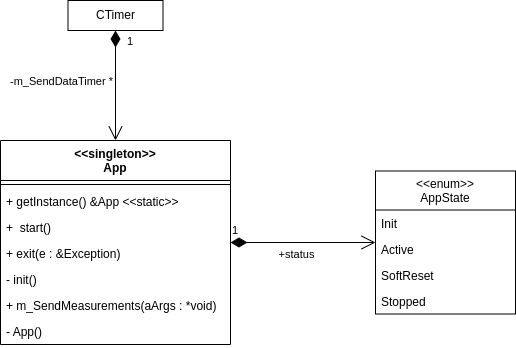 CTimer
1
-m_SendDataTimer *
<<singleton>>
App
+ getInstance() &App <<static>>
+  start()
+ exit(e : &Exception)
- init()
+ m_SendMeasurements(aArgs : *void)
- App()
1
+status
<<enum>>
AppState
Init
Active
SoftReset
Stopped